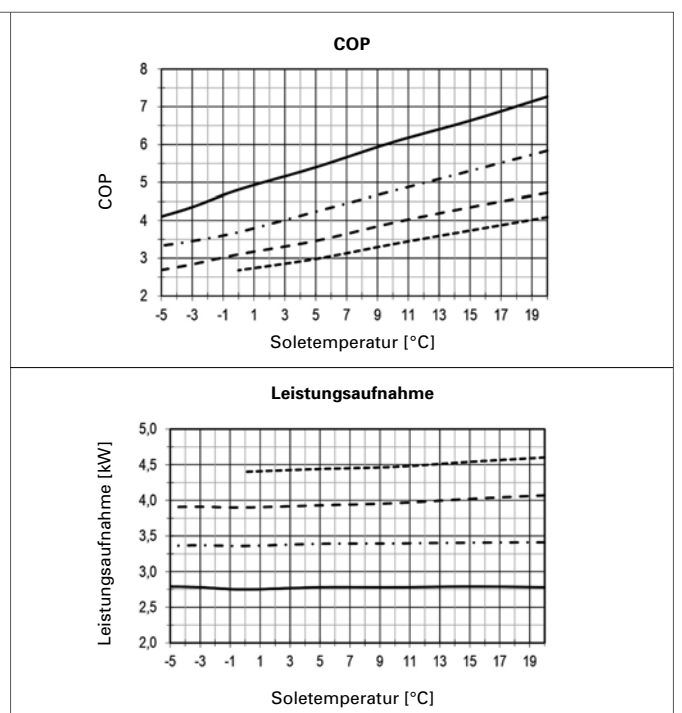 COP
8
7
6
5
4
3
2
COP
-5 -3 -1 1 3 5 7 9 11 13 15 17 19
Soletemperatur [°C]
Leistungsaufnahme
5,0
4,5
4,0
3,5
3,0
2,5
2,0
Leistungsaufnahme [kW]
-5 -3 -1 1 3 5 7 9 11 13 15 17 19
Soletemperatur [°C]